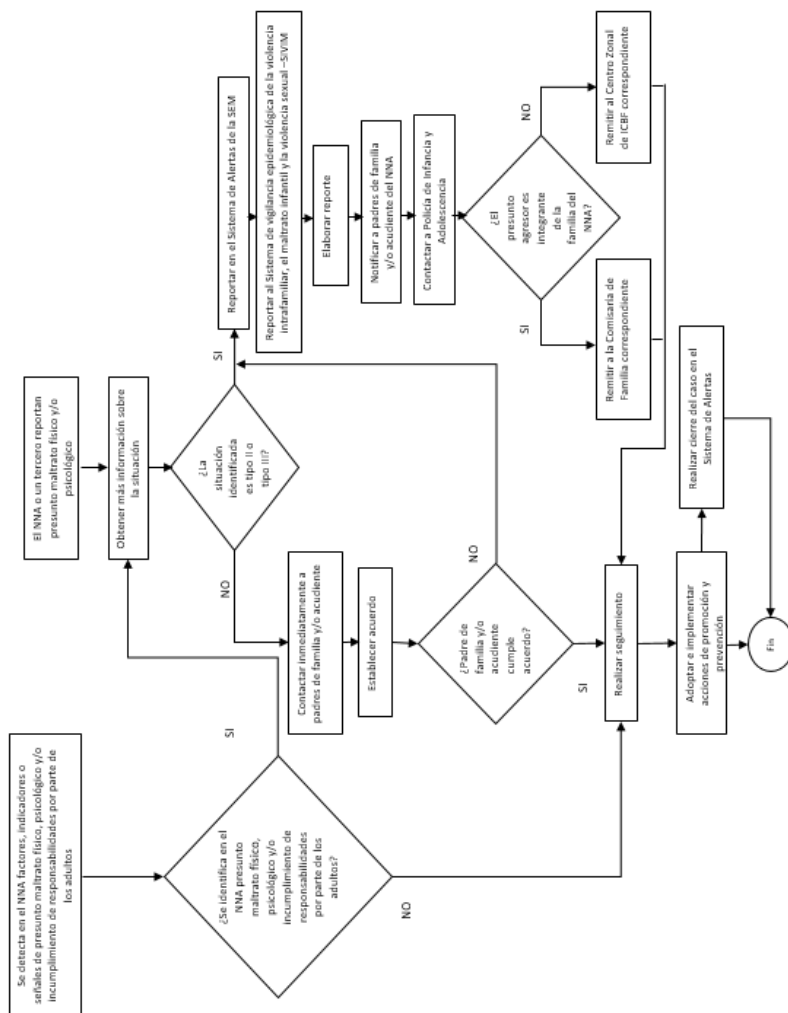 Se detecta en el NNA factores, indicadores o
señales de presunto maltrato físico, psicológico y/o
incumplimiento de responsabilidades por parte de
los adultos
¿Se identifica en el
NNA presunto
maltrato físico,
psicológico y/o
incumplimiento de
responsabilidades
por parte de los
adultos?
SI
NO
El NNA o un tercero reportan
presunto maltrato físico y/o
psicológico
Obtener más información sobre
la situación
¿La
situación
identificada
es tipo II o
tipo III?
SI
NO
Contactar inmediatamente a
padres de familia y/o acudiente
Establecer acuerdo
¿Padre de
familia y/o
acudiente
cumple
acuerdo?
NO
SI
Realizar seguimiento
Adoptar e implementar
acciones de promoción y
prevención
Realizar cierre del caso en el
Sistema de Alertas
Fin
Reportar en el Sistema de Alertas de la SEM
Reportar al Sistema de vigilancia epidemiológica de la violencia
intrafamiliar, el maltrato infantil y la violencia sexual –SIVIM
Elaborar reporte
Notificar a padres de familia
y/o acudiente del NNA
Contactar a Policía de Infancia y
Adolescencia
¿El
presunto
agresor es
integrante
de la
familia del
NNA?
SI
NO
Remitir a la Comisaría de
Familia correspondiente
Remitir al Centro Zonal
de ICBF correspondiente